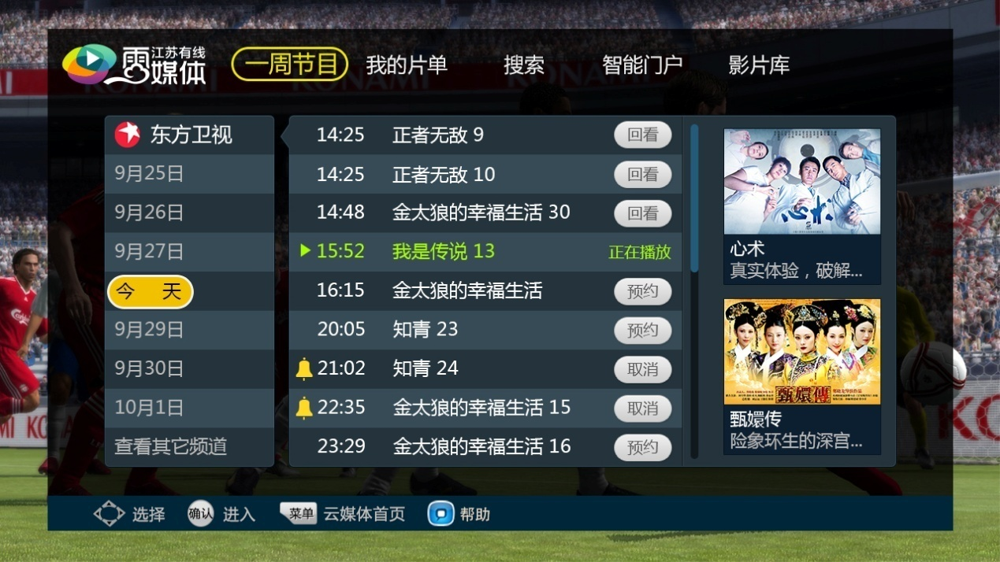 云媒体
江苏有线
一周节目
我的片单
搜索
智能门户
影片库
东方卫视
9月25日
9月26日
9月27日
今 天
9月29日
9月30日
10月1日
查看其它频道
14:25 正者无敌 9 回看
14:25 正者无敌 10 回看
14:48 金太狼的幸福生活 30 回看
15:52 我是传说 13 正在播放
16:15 金太狼的幸福生活 预约
20:05 知青 23 预约
21:02 知青 24 取消
22:35 金太狼的幸福生活 15 取消
23:29 金太狼的幸福生活 16 预约
心术
心术
真实体验，破解...
甄嬛傳
甄嬛传
险象环生的深宫...
选择
确认 进入
菜单 云媒体首页
帮助
KONAMI
Carlsberg